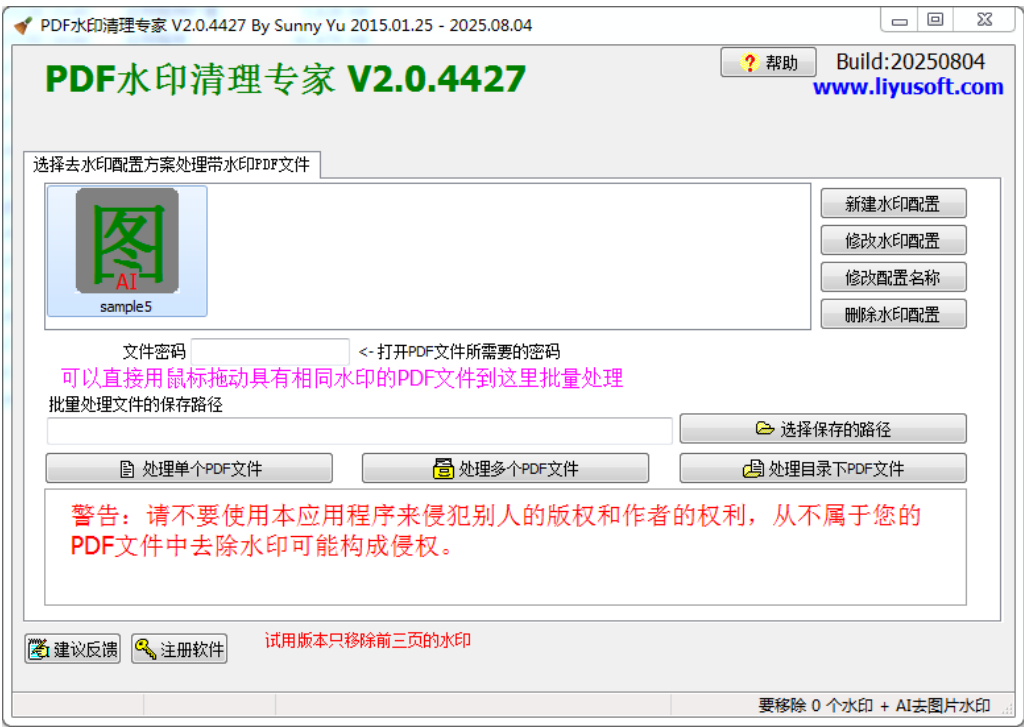 PDF水印清理专家 V2.0.4427 By Sunny Yu 2015.01.25 - 2025.08.04
PDF水印清理专家 V2.0.4427
帮助
Build:20250804
www.liyusoft.com
选择去水印配置方案处理带水印PDF文件
图
AI
sample5
新建水印配置
修改水印配置
修改配置名称
删除水印配置
文件密码
<- 打开PDF文件所需要的密码
可以直接用鼠标拖动具有相同水印的PDF文件到这里批量处理
批量处理文件的保存路径
选择保存的路径
处理单个PDF文件
处理多个PDF文件
处理目录下PDF文件
警告：请不要使用本应用程序来侵犯别人的版权和作者的权利，从不属于您的
PDF文件中去除水印可能构成侵权。
建议反馈
注册软件
试用版本只移除前三页的水印
要移除 0 个水印 + AI去图片水印